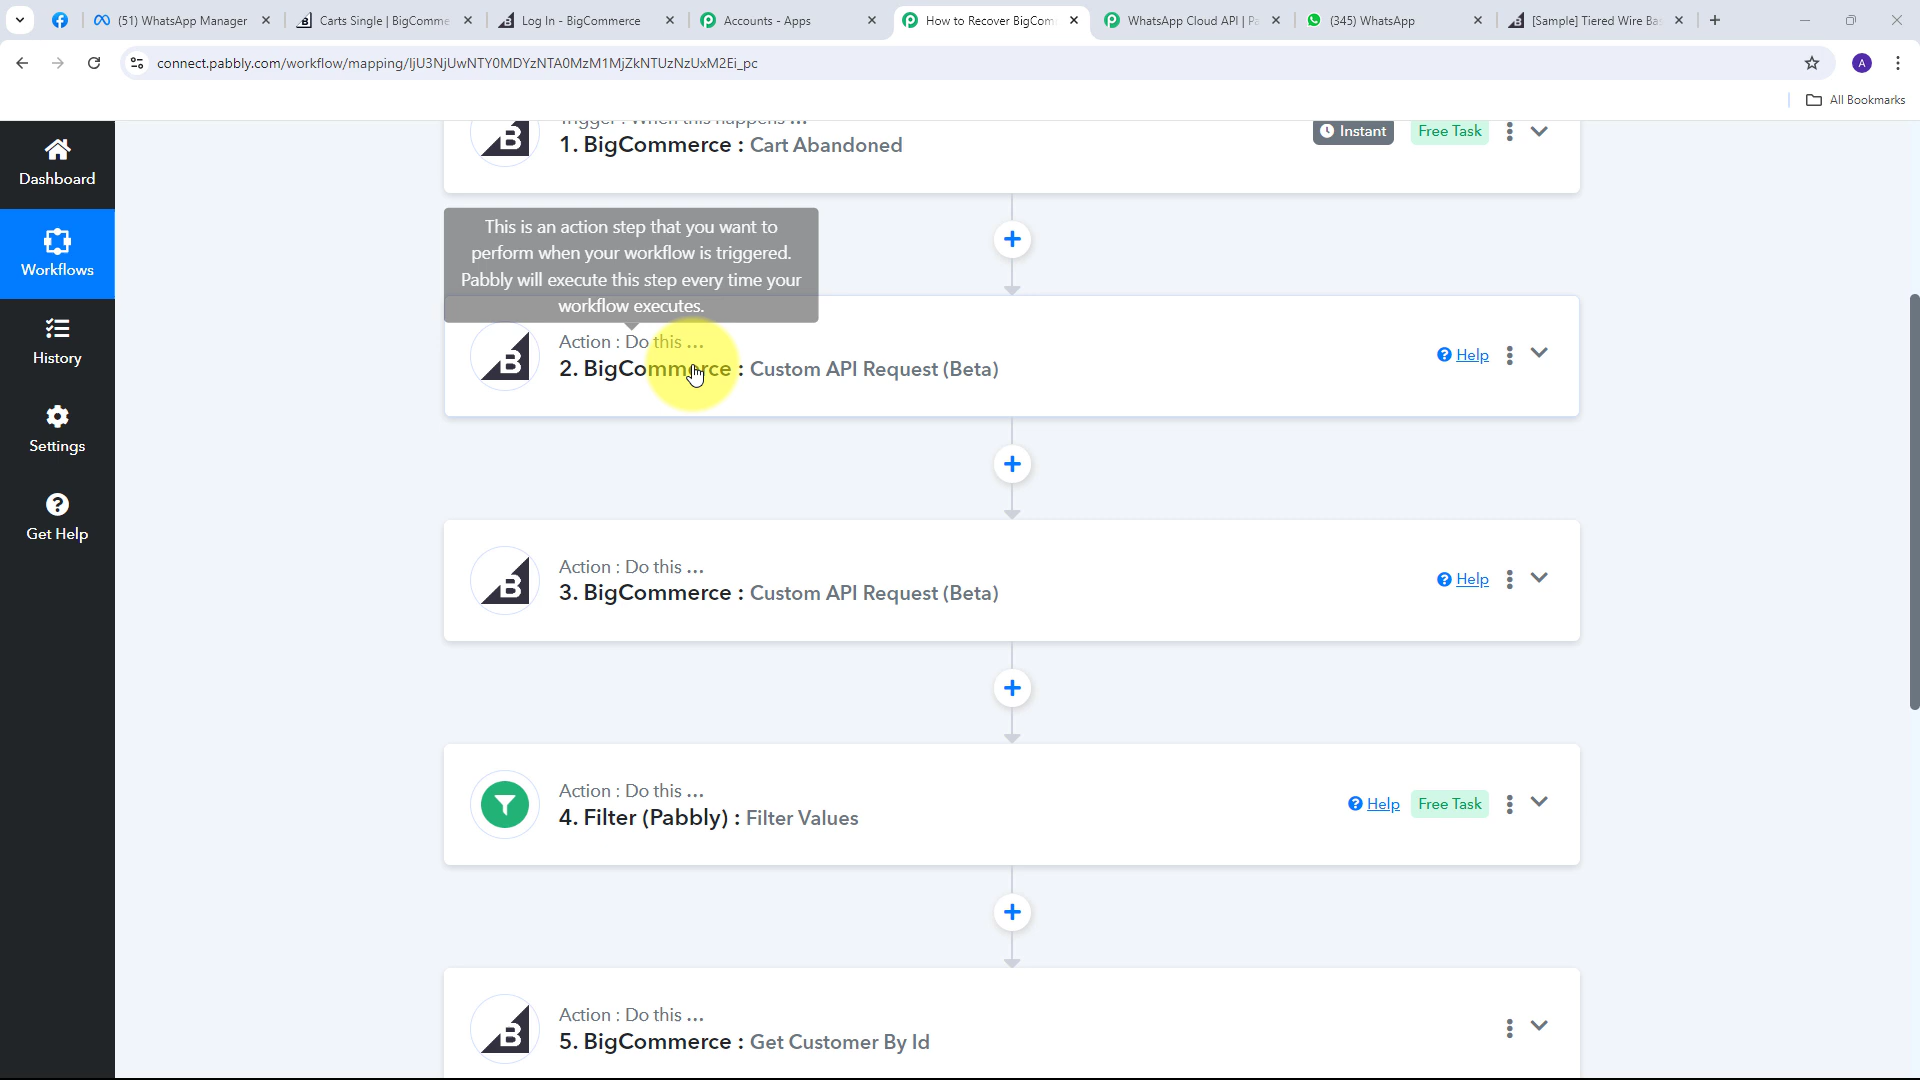 (51) WhatsApp Manager
Carts Single | BigComme
Log In - BigCommerce
Accounts - Apps
How to Recover BigCom
WhatsApp Cloud API | Pa
(345) WhatsApp
[Sample] Tiered Wire Ba
connect.pabbly.com/workflow/mapping/IjU3NjUwNTY0MDYzNTA0MzM1MjZkNTUzNzUxM2Ei_pc
A
All Bookmarks
Dashboard
Workflows
History
Settings
Get Help
Trigger : When this happens ...
1. BigCommerce : Cart Abandoned
Instant
Free Task
This is an action step that you want to
perform when your workflow is triggered.
Pabbly will execute this step every time your
workflow executes.
Action : Do this ...
2. BigCommerce : Custom API Request (Beta)
Help
Action : Do this ...
3. BigCommerce : Custom API Request (Beta)
Help
Action : Do this ...
4. Filter (Pabbly) : Filter Values
Help
Free Task
Action : Do this ...
5. BigCommerce : Get Customer By Id